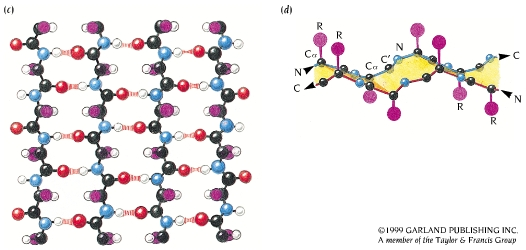 (c)
(d)
R
R
Cα
N
Cα
C'
N
C
C
N
R
R
©1999 GARLAND PUBLISHING INC.
A member of the Taylor & Francis Group